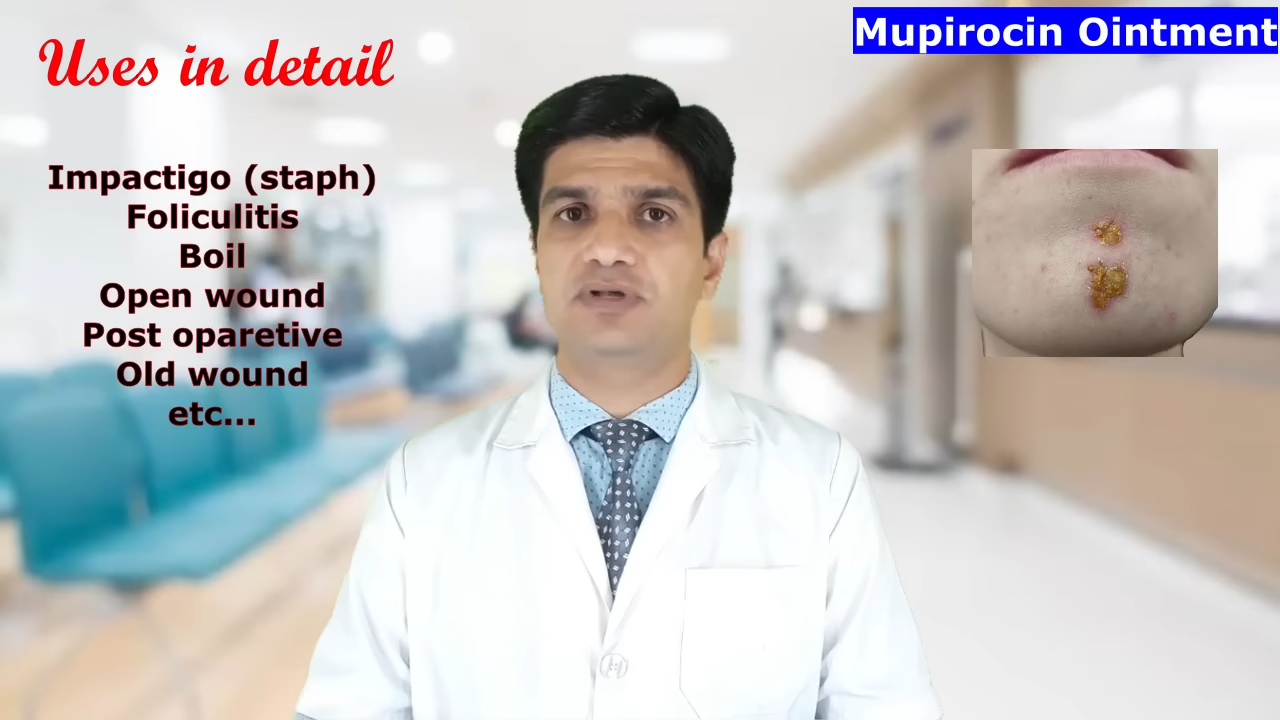 Uses in detail
Mupirocin Ointment
Impactigo (staph)
Foliculitis
Boil
Open wound
Post oparetive
Old wound
etc...